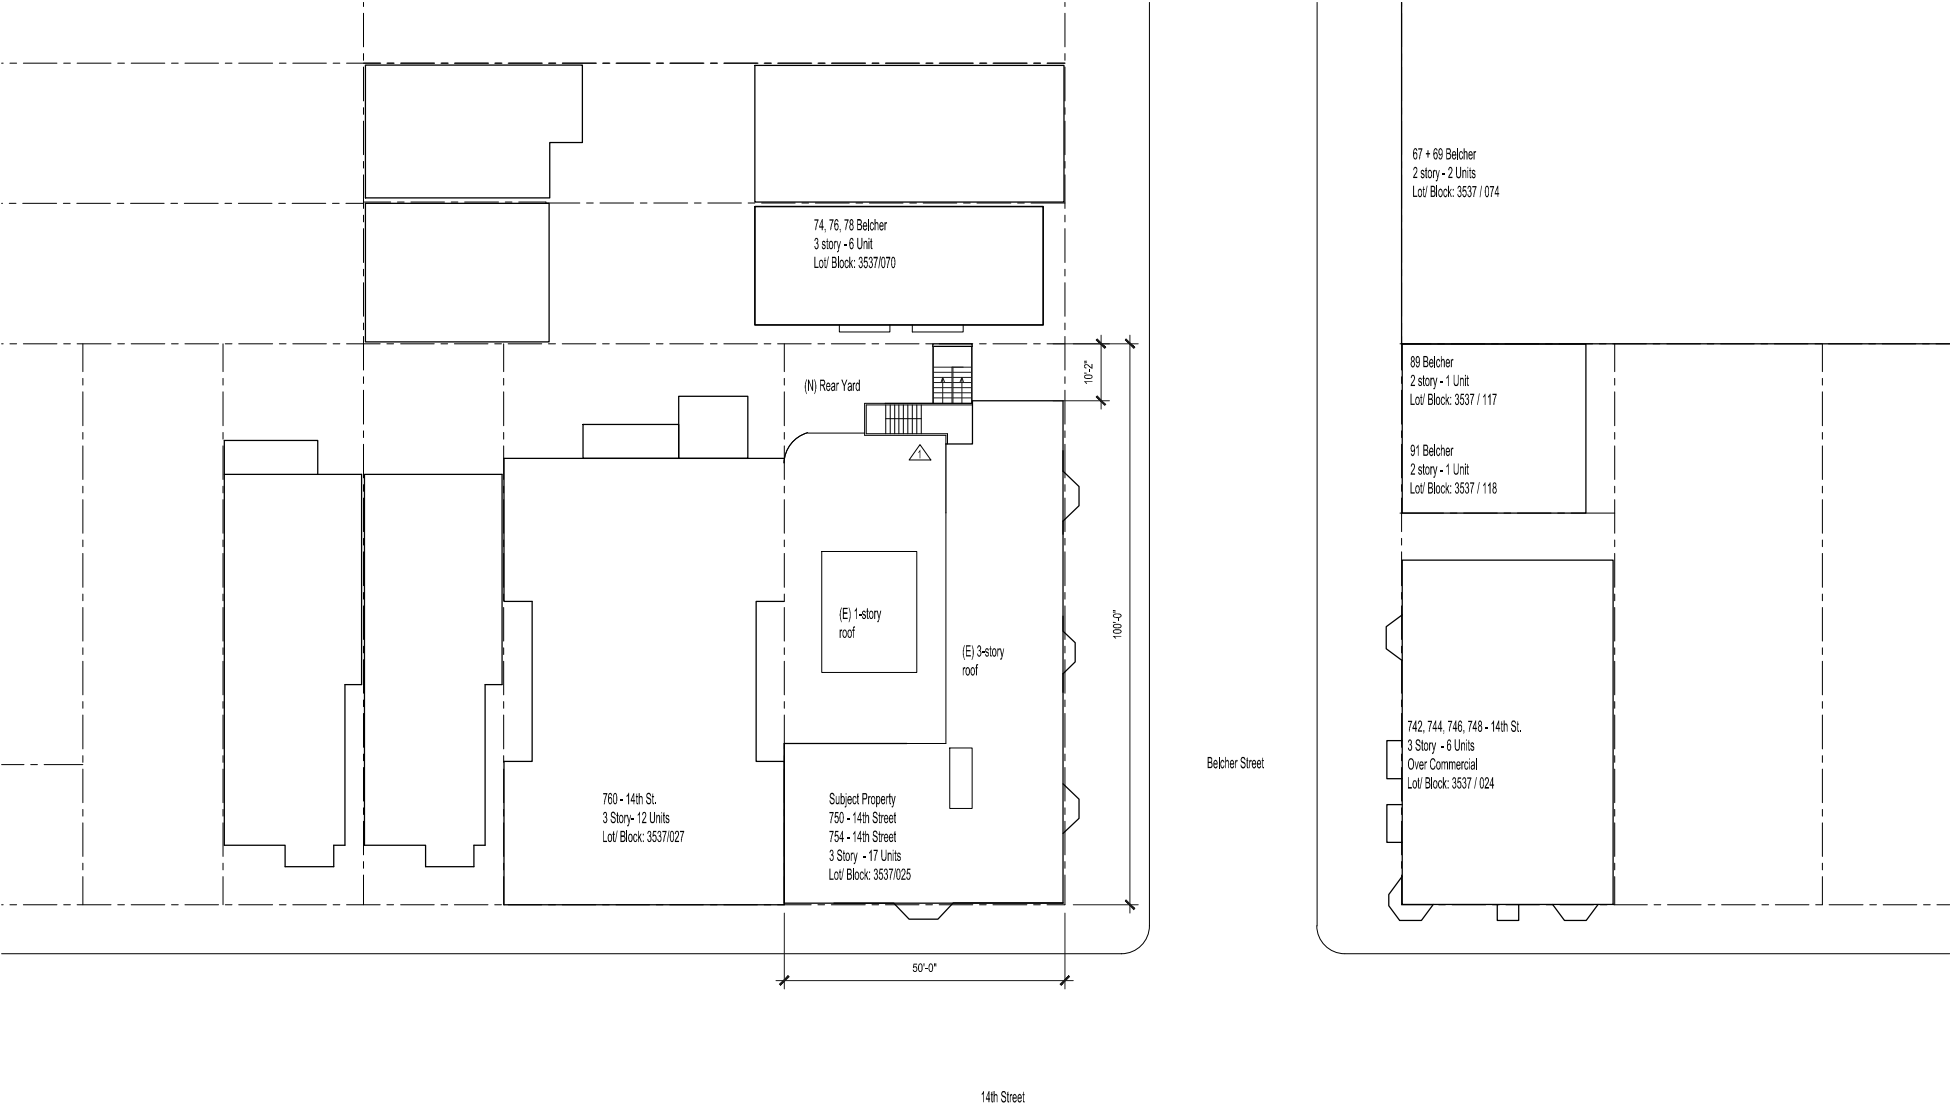 67 + 69 Belcher
2 story - 2 Units
Lot/ Block: 3537 / 074
74, 76, 78 Belcher
3 story - 6 Unit
Lot/ Block: 3537/070
89 Belcher
2 story - 1 Unit
Lot/ Block: 3537 / 117
91 Belcher
2 story - 1 Unit
Lot/ Block: 3537 / 118
10'-2"
(N) Rear Yard
1
(E) 1-story
roof
(E) 3-story
roof
100'-0"
742, 744, 746, 748 - 14th St.
3 Story - 6 Units
Over Commercial
Lot/ Block: 3537 / 024
Belcher Street
760 - 14th St.
3 Story- 12 Units
Lot/ Block: 3537/027
Subject Property
750 - 14th Street
754 - 14th Street
3 Story - 17 Units
Lot/ Block: 3537/025
50'-0"
14th Street